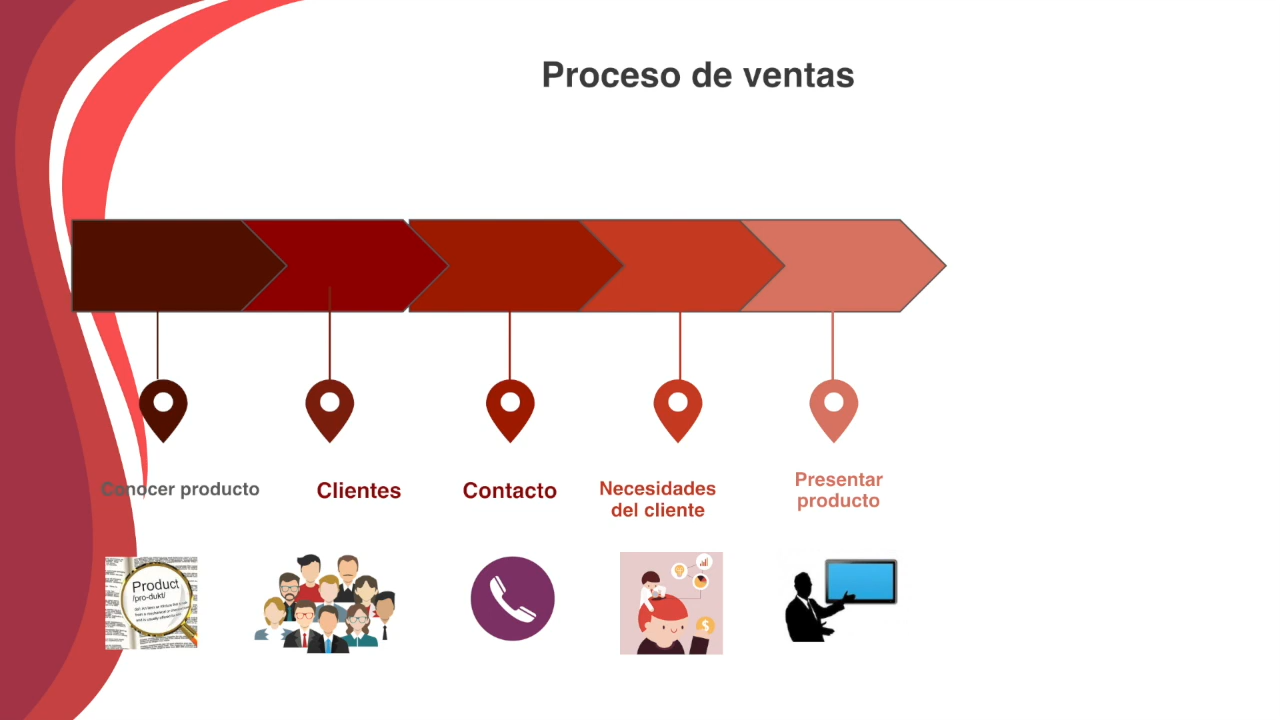 Proceso de ventas
Conocer producto
Clientes
Contacto
Necesidades
del cliente
Presentar
producto
Product
/pro-dukt/